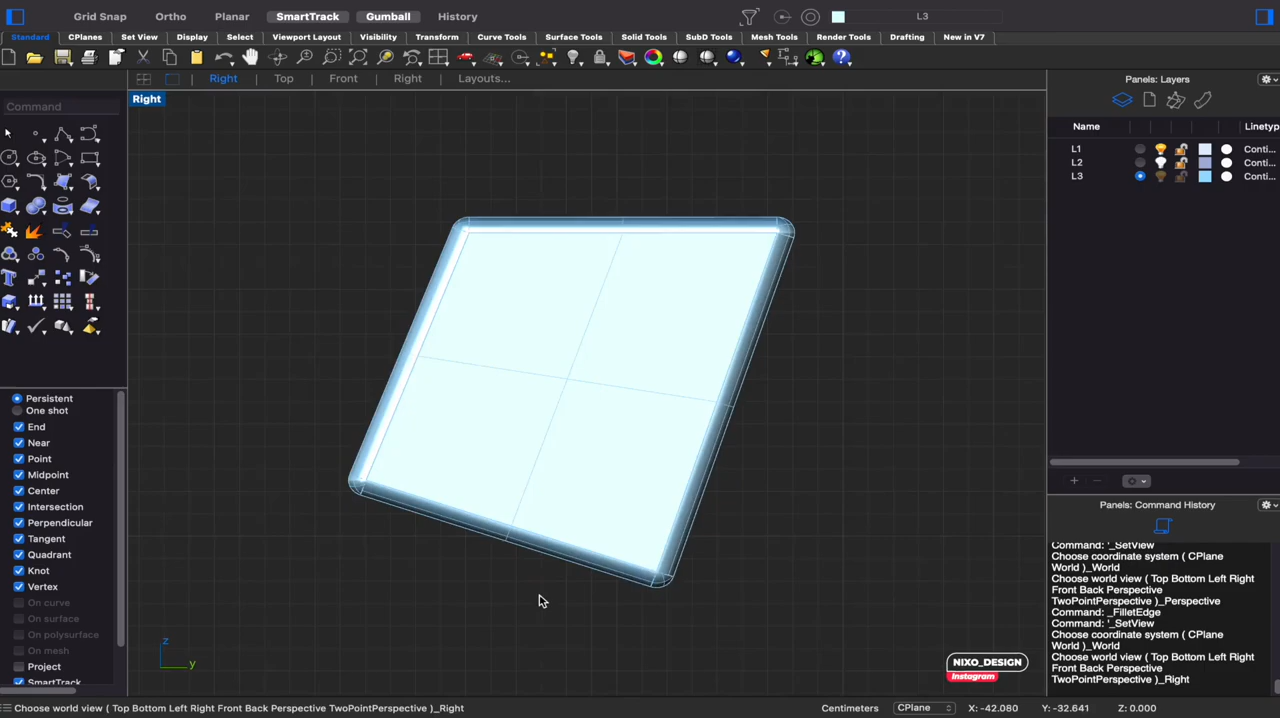 Grid Snap
Ortho
Planar
SmartTrack
Gumball
History
L3
Standard
CPlanes
Set View
Display
Select
Viewport Layout
Visibility
Transform
Curve Tools
Surface Tools
Solid Tools
SubD Tools
Mesh Tools
Render Tools
Drafting
New in V7
Right
Top
Front
Right
Layouts...
Panels: Layers
Right
Command
Name
Linetyp
L1
Conti...
L2
Conti...
L3
Conti...
Persistent
One shot
End
Near
Point
Midpoint
Center
Intersection
Perpendicular
Tangent
Quadrant
Knot
Vertex
On curve
On surface
On polysurface
On mesh
Project
SmartTrack
z
y
NIXO_DESIGN
Instagram
Panels: Command History
Command: '_SetView
Choose coordinate system ( CPlane
World )_World
Choose world view ( Top Bottom Left Right
Front Back Perspective
TwoPointPerspective )_Perspective
Command: _FilletEdge
Command: '_SetView
Choose coordinate system ( CPlane
World )_World
Choose world view ( Top Bottom Left Right
Front Back Perspective
TwoPointPerspective )_Right
Choose world view ( Top Bottom Left Right Front Back Perspective TwoPointPerspective )_Right
Centimeters
CPlane
X: -42.080
Y: -32.641
Z: 0.000